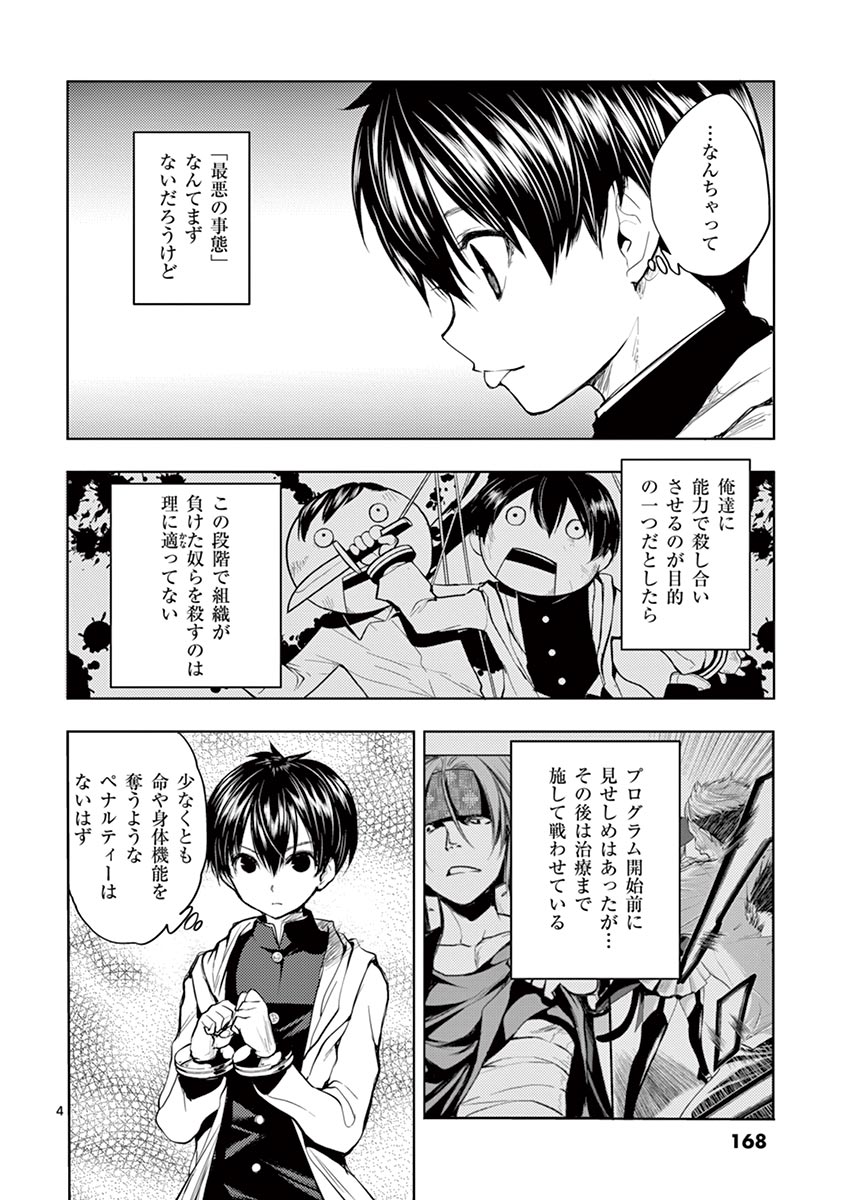 …なんちゃって
「最悪の事態」
なんてまず
ないだろうけど
俺達に
能力で殺し合い
させるのが目的
の一つだとしたら
この段階で組織が
負けた奴らを殺すのは
理に適ってない
かな
プログラム開始前に
見せしめはあったが…
その後は治療まで
施して戦わせている
少なくとも
命や身体機能を
奪うような
ペナルティーは
ないはず
4
168